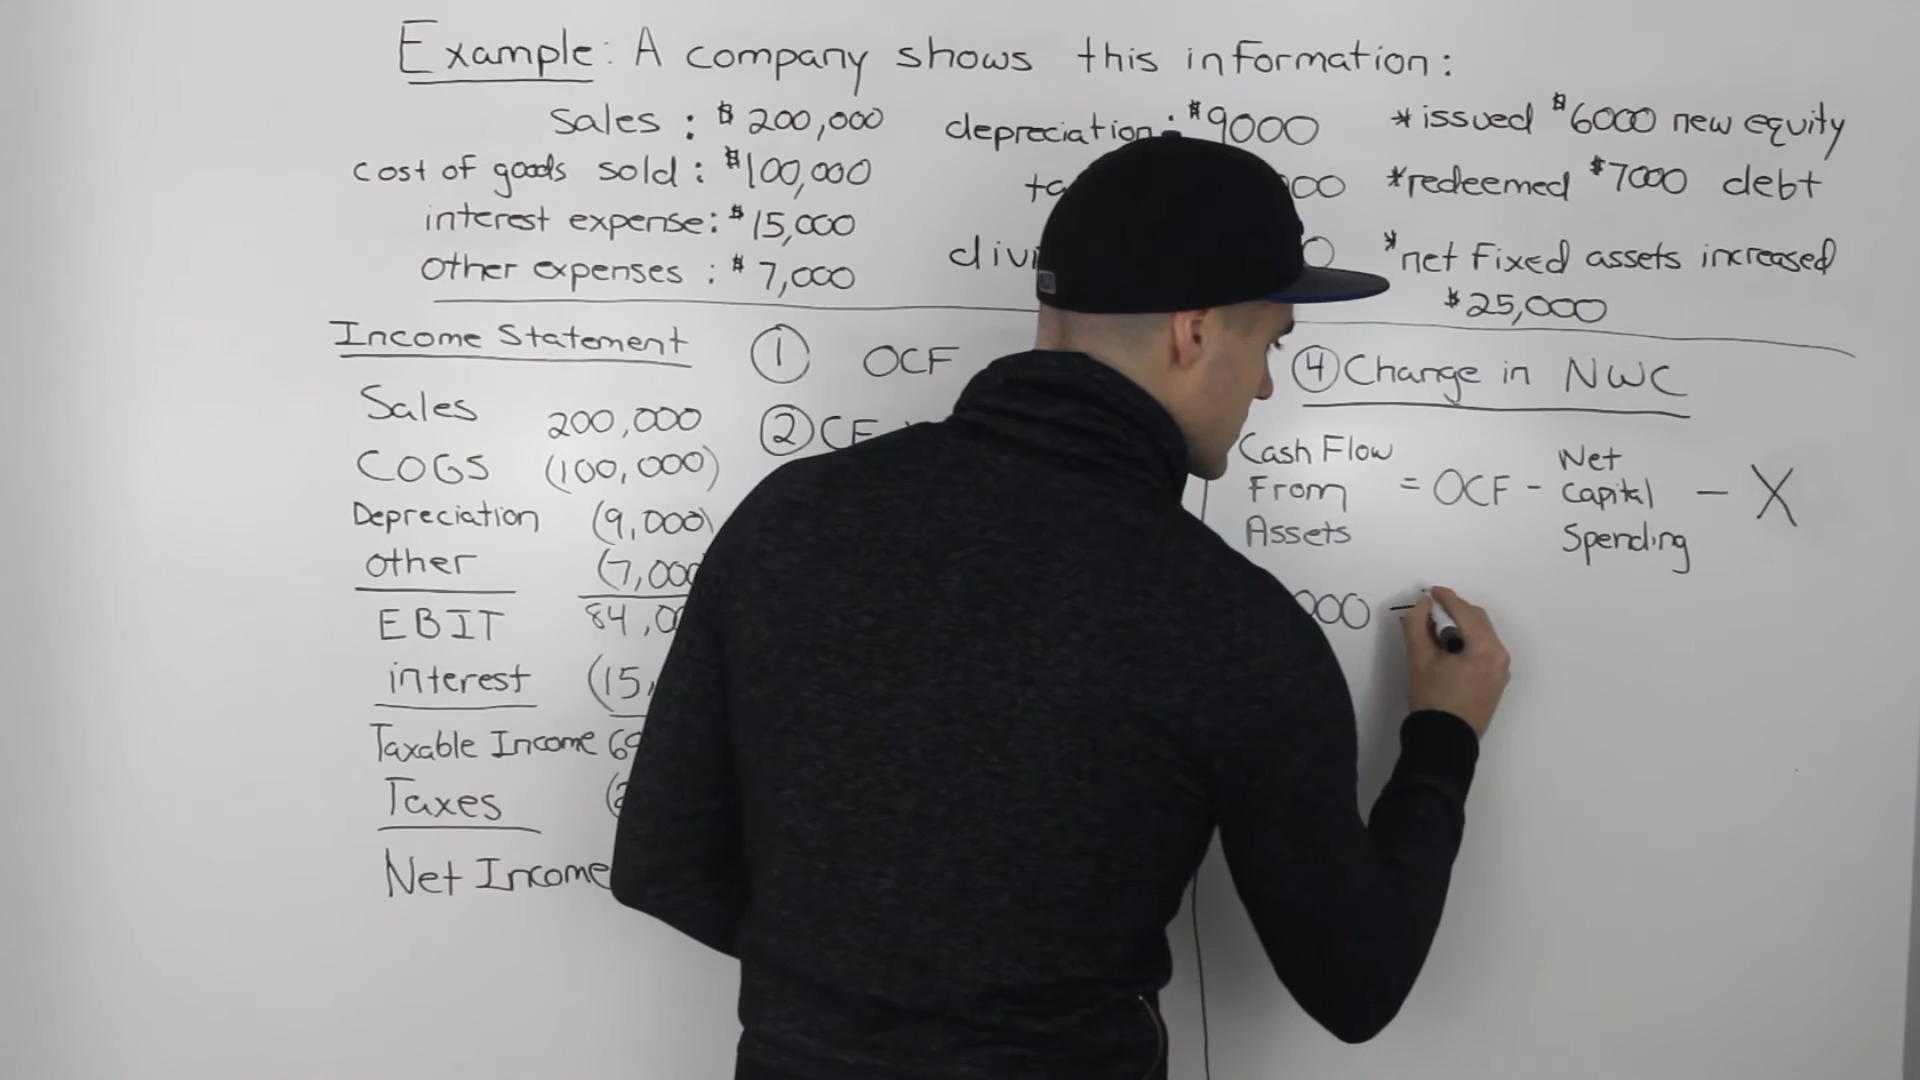 Example: A company shows this information:
sales : $200,000
cost of goods sold : $100,000
interest expense: $15,000
other expenses : $7,000
depreciation: $9000
*issued $6000 new equity
*redeemed $7000 debt
*net fixed assets increased
$25,000
Income Statement
Sales 200,000
COGS (100,000)
Depreciation (9,000)
other (7,000
EBIT 84,0
interest (15,
Taxable Income 69
Taxes (2
Net Income
① OCF
② CF
④ Change in NWC
Cash Flow From Assets = OCF - Net Capital Spending - X
000